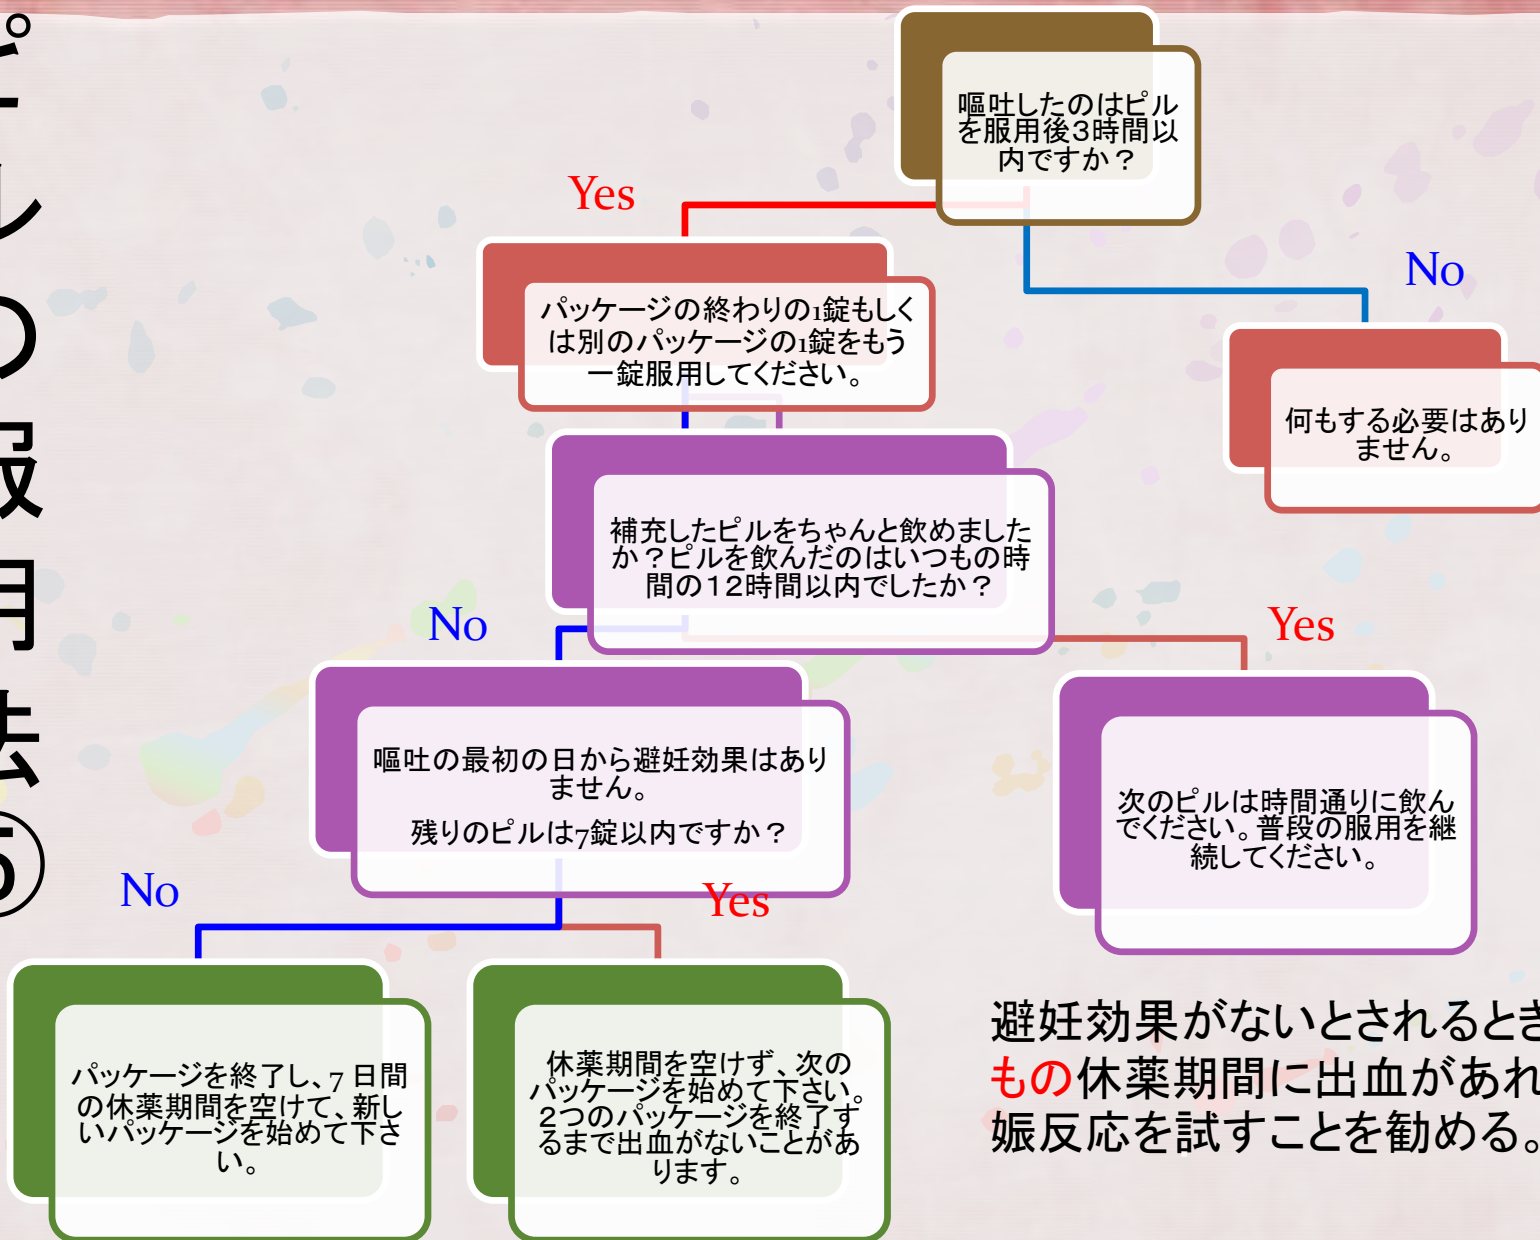 ピルの服用法⑤
嘔吐したのはピル
を服用後3時間以
内ですか？
Yes
No
パッケージの終わりの1錠もしく
は別のパッケージの1錠をもう
一錠服用してください。
何もする必要はあり
ません。
補充したピルをちゃんと飲めました
か？ピルを飲んだのはいつもの時
間の１２時間以内でしたか？
No
Yes
嘔吐の最初の日から避妊効果はあり
ません。
残りのピルは7錠以内ですか？
次のピルは時間通りに飲ん
でください。普段の服用を継
続してください。
No
Yes
パッケージを終了し、7 日間
の休薬期間を空けて、新し
いパッケージを始めて下さ
い。
休薬期間を空けず、次の
パッケージを始めて下さい。
２つのパッケージを終了す
るまで出血がないことがあ
ります。
避妊効果がないとされるとき
もの休薬期間に出血があれ
娠反応を試すことを勧める。